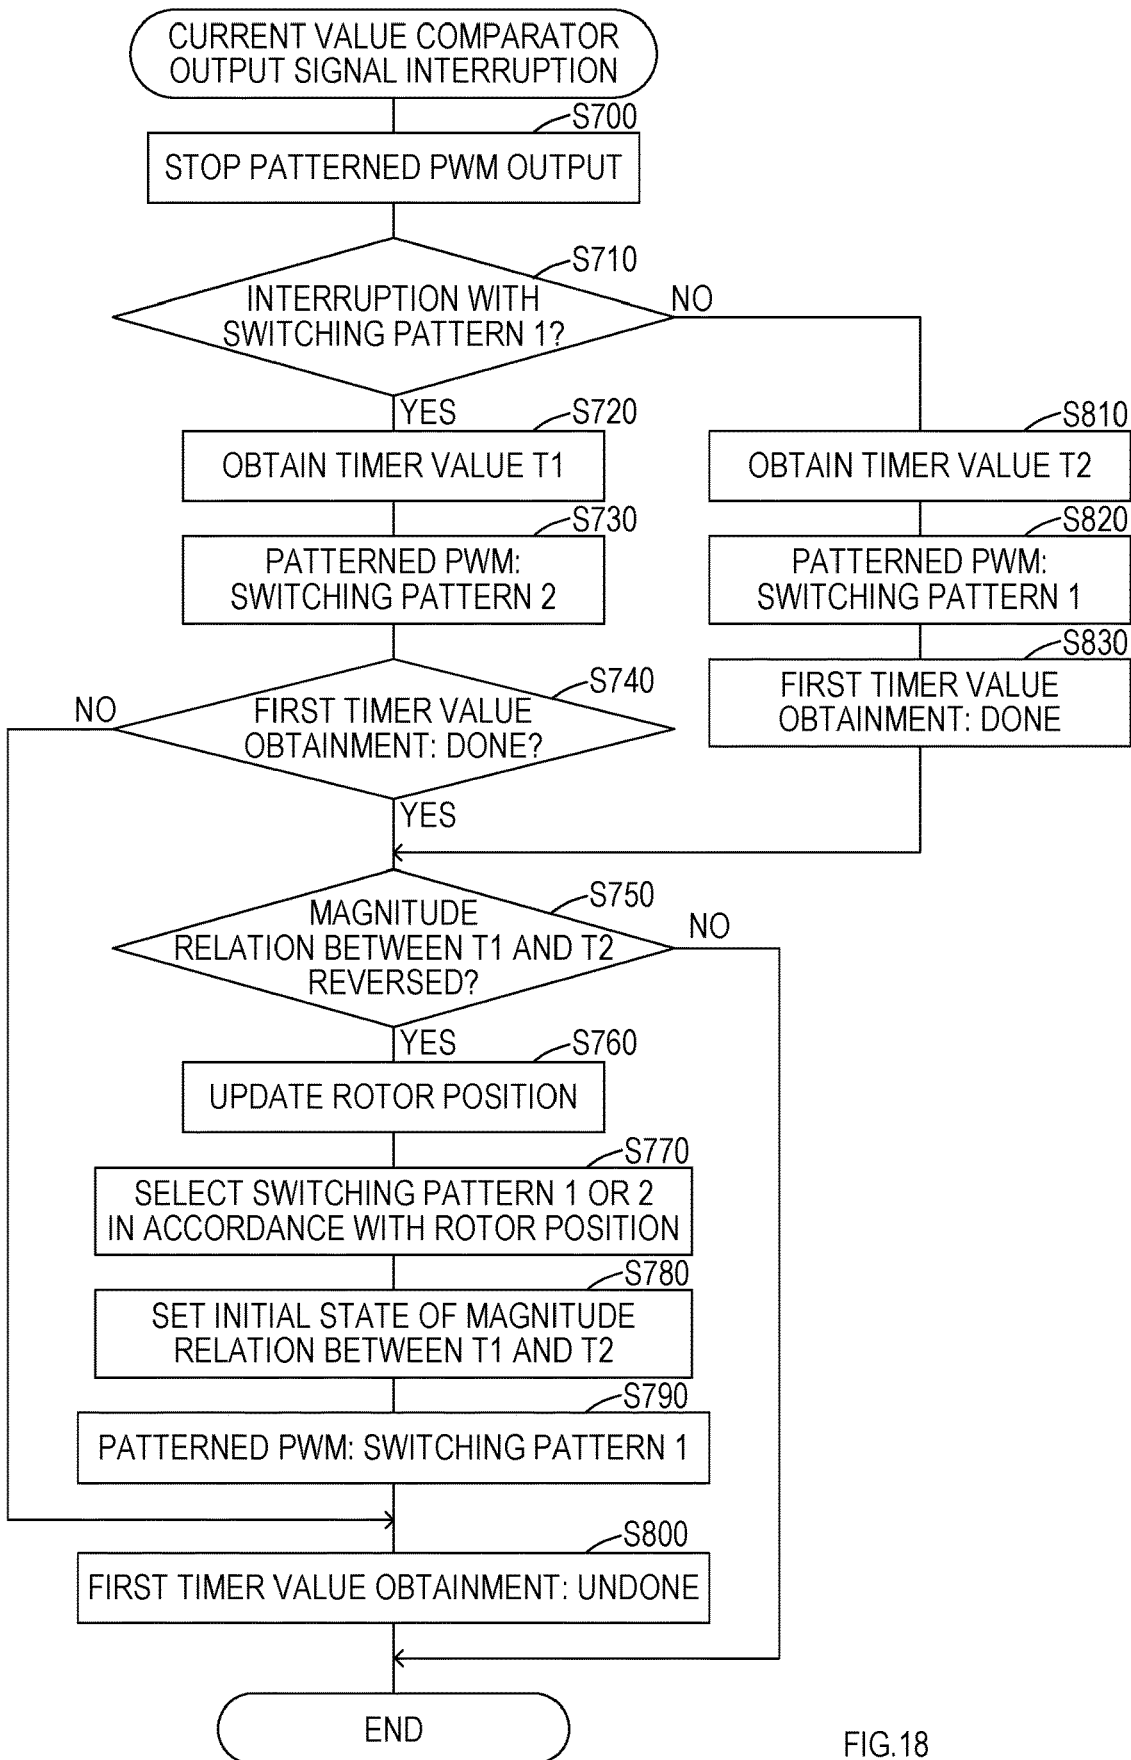 CURRENT VALUE COMPARATOR
OUTPUT SIGNAL INTERRUPTION
S700
STOP PATTERNED PWM OUTPUT
S710
INTERRUPTION WITH
SWITCHING PATTERN 1?
NO
YES
S720
OBTAIN TIMER VALUE T1
S810
OBTAIN TIMER VALUE T2
S730
PATTERNED PWM:
SWITCHING PATTERN 2
S820
PATTERNED PWM:
SWITCHING PATTERN 1
S740
FIRST TIMER VALUE
OBTAINMENT: DONE?
NO
YES
S830
FIRST TIMER VALUE
OBTAINMENT: DONE
S750
MAGNITUDE
RELATION BETWEEN T1 AND T2
REVERSED?
NO
YES
S760
UPDATE ROTOR POSITION
S770
SELECT SWITCHING PATTERN 1 OR 2
IN ACCORDANCE WITH ROTOR POSITION
S780
SET INITIAL STATE OF MAGNITUDE
RELATION BETWEEN T1 AND T2
S790
PATTERNED PWM: SWITCHING PATTERN 1
S800
FIRST TIMER VALUE OBTAINMENT: UNDONE
END
FIG.18